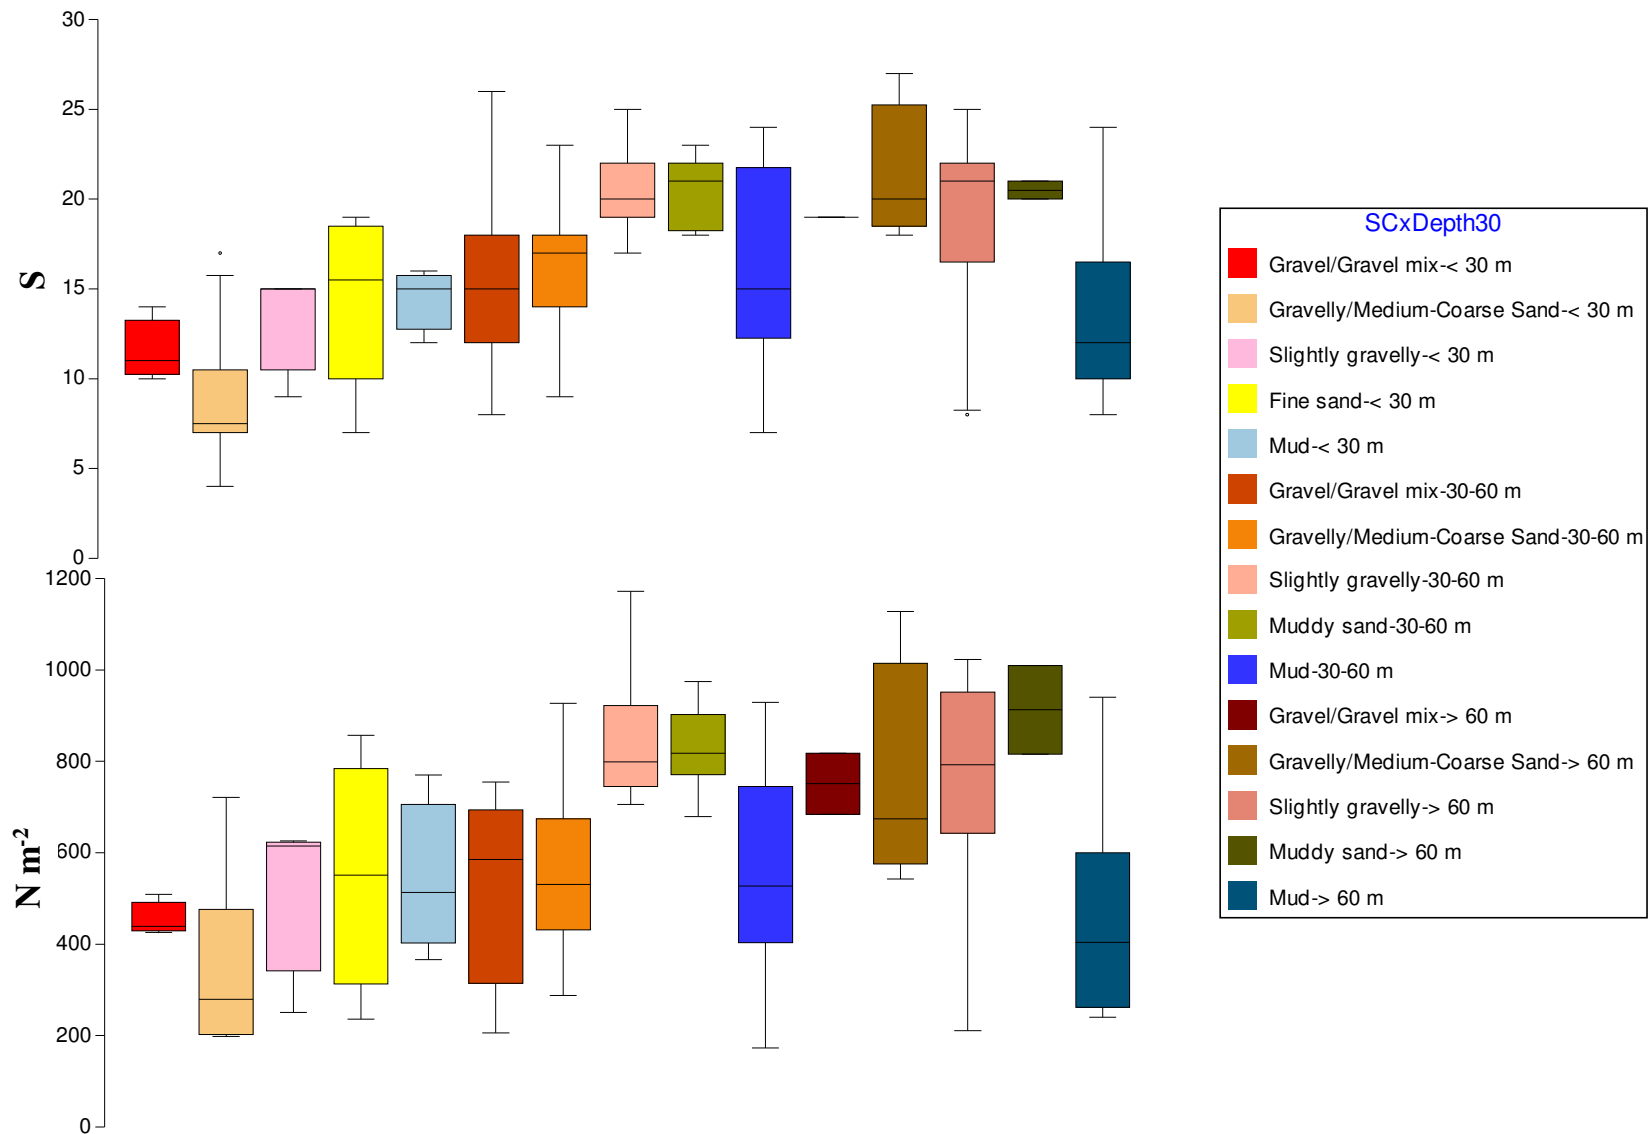 30
25
20
15
10
5
0
S
1200
1000
800
600
400
200
0
N m-2
SCxDepth30
Gravel/Gravel mix-< 30 m
Gravelly/Medium-Coarse Sand-< 30 m
Slightly gravelly-< 30 m
Fine sand-< 30 m
Mud-< 30 m
Gravel/Gravel mix-30-60 m
Gravelly/Medium-Coarse Sand-30-60 m
Slightly gravelly-30-60 m
Muddy sand-30-60 m
Mud-30-60 m
Gravel/Gravel mix-> 60 m
Gravelly/Medium-Coarse Sand-> 60 m
Slightly gravelly-> 60 m
Muddy sand-> 60 m
Mud-> 60 m